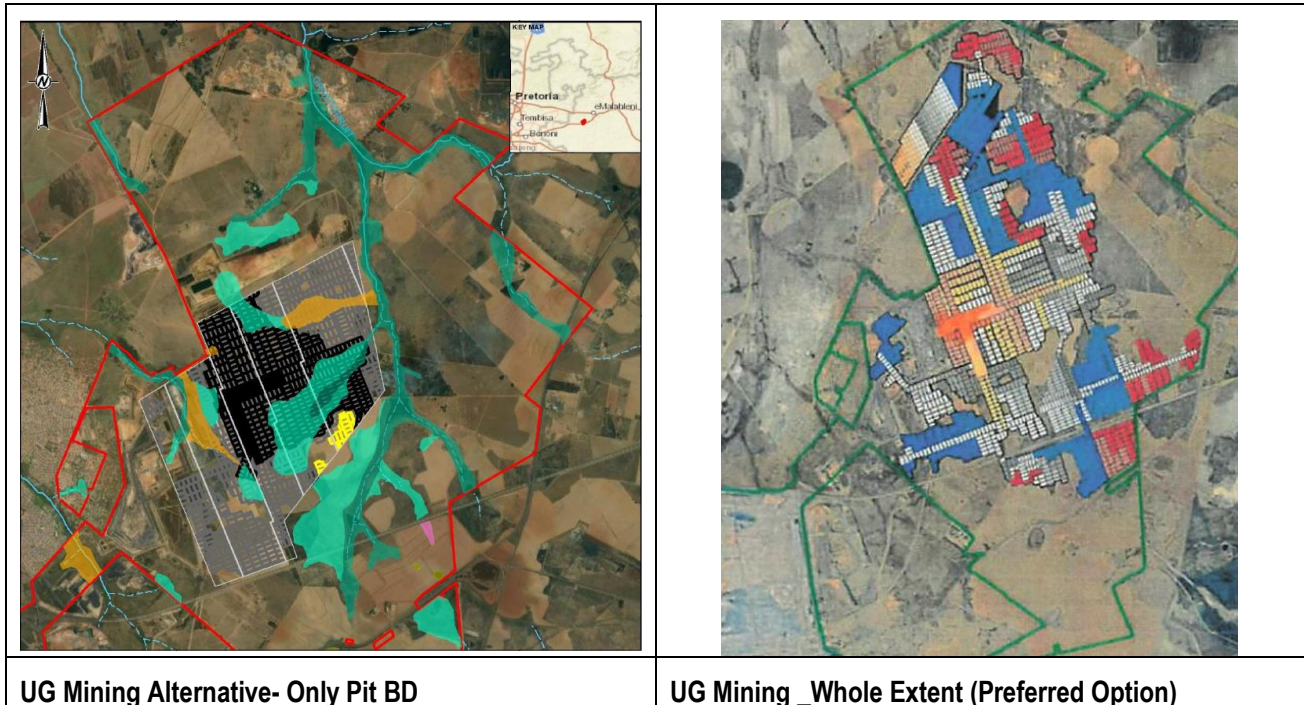 N
KEY MAP
Pretoria
eMalahleni
Tembisa
Benoni
UG Mining Alternative- Only Pit BD
UG Mining _Whole Extent (Preferred Option)